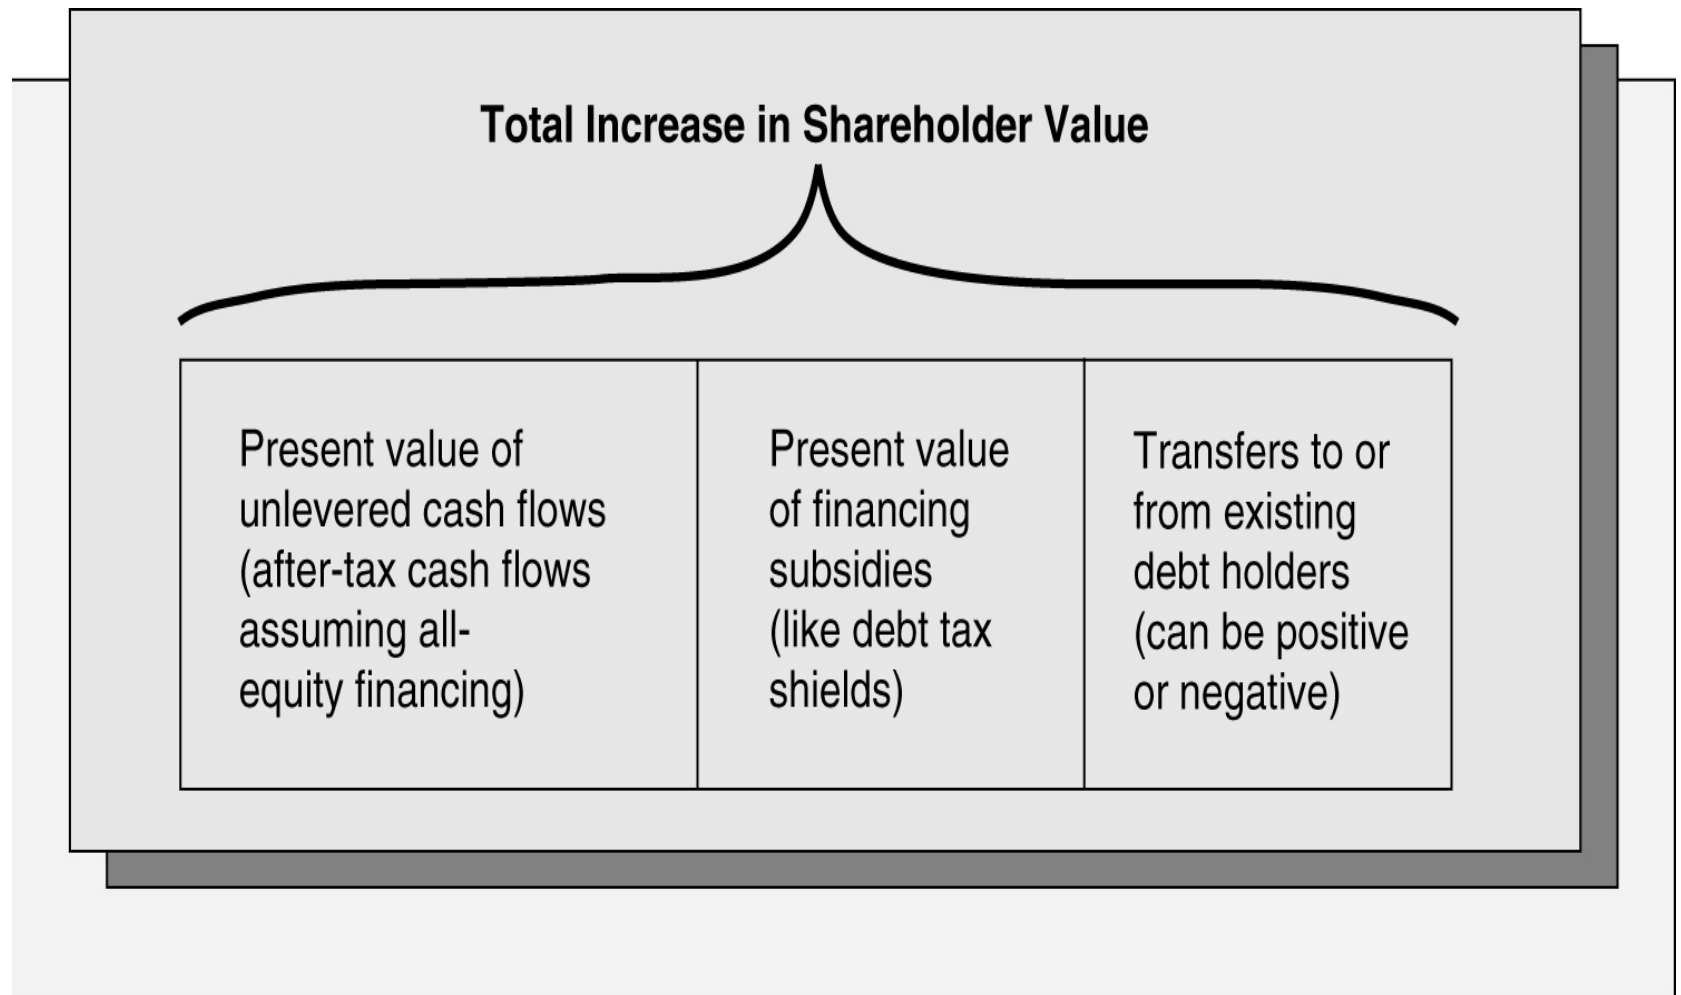 Total Increase in Shareholder Value
Present value of
unlevered cash flows
(after-tax cash flows
assuming all-
equity financing)
Present value
of financing
subsidies
(like debt tax
shields)
Transfers to or
from existing
debt holders
(can be positive
or negative)